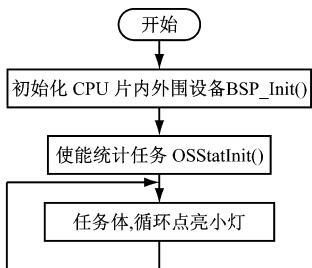 开始
初始化 CPU 片内外围设备BSP_Init()
使能统计任务 OSStatInit()
任务体,循环点亮小灯